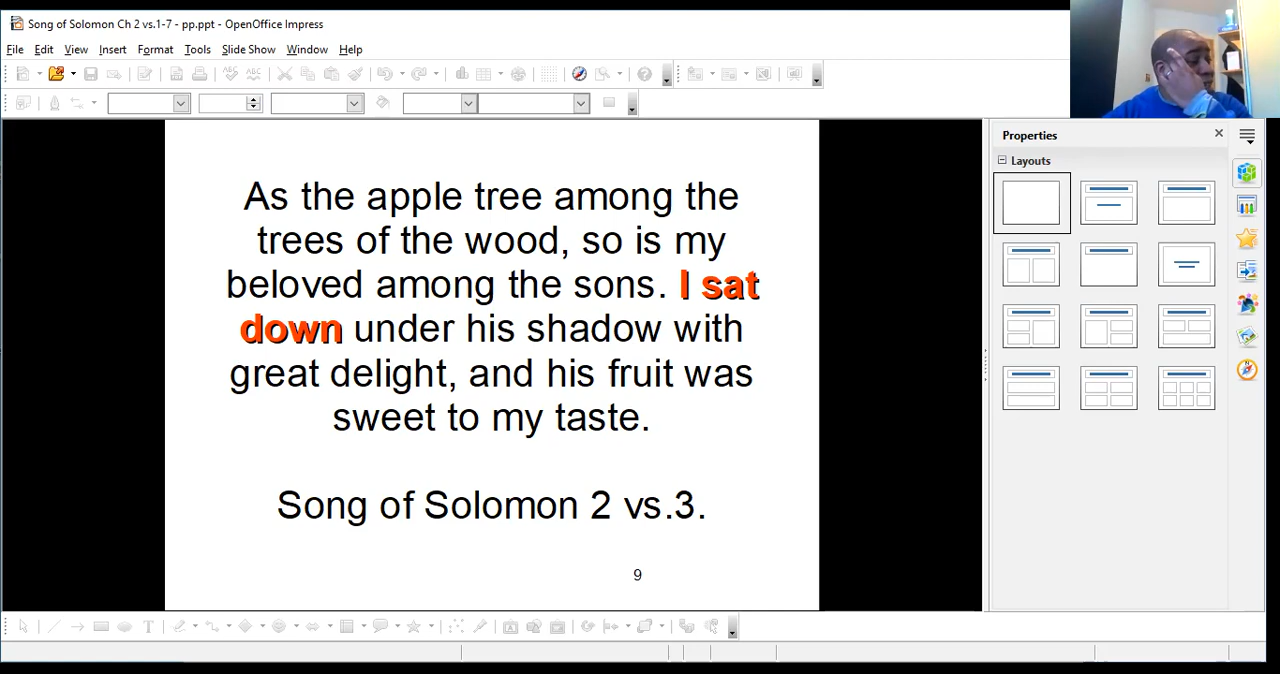 Song of Solomon Ch 2 vs.1-7 - pp.ppt - OpenOffice Impress
File Edit View Insert Format Tools Slide Show Window Help
Properties
Layouts
As the apple tree among the
trees of the wood, so is my
beloved among the sons. I sat
down under his shadow with
great delight, and his fruit was
sweet to my taste.
Song of Solomon 2 vs.3.
9